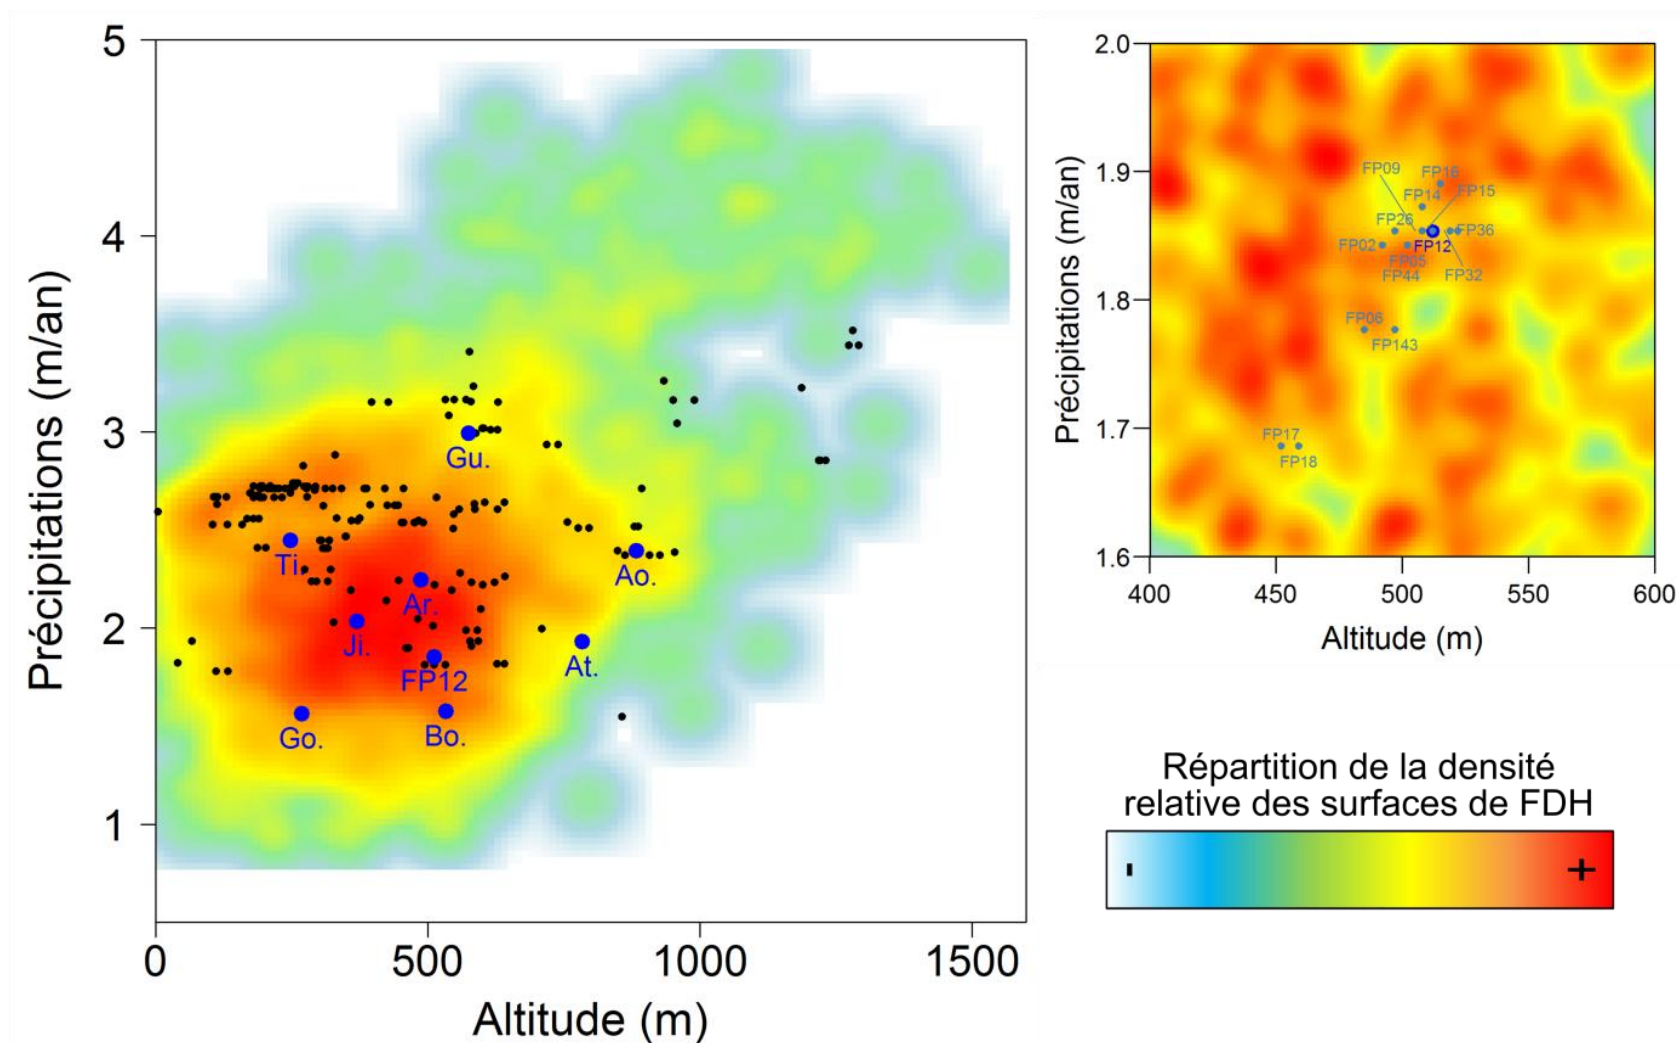 5
4
3
2
1
Précipitations (m/an)
0
500
1000
1500
Altitude (m)
Gu.
Ti.
Ao.
Ar.
Ji.
At.
FP12
Go.
Bo.
2.0
1.9
1.8
1.7
1.6
Précipitations (m/an)
400
450
500
550
600
Altitude (m)
FP09
FP16
FP14
FP15
FP26
FP36
FP02
FP12
FP05
FP44
FP32
FP06
FP143
FP17
FP18
Répartition de la densité
relative des surfaces de FDH
- +